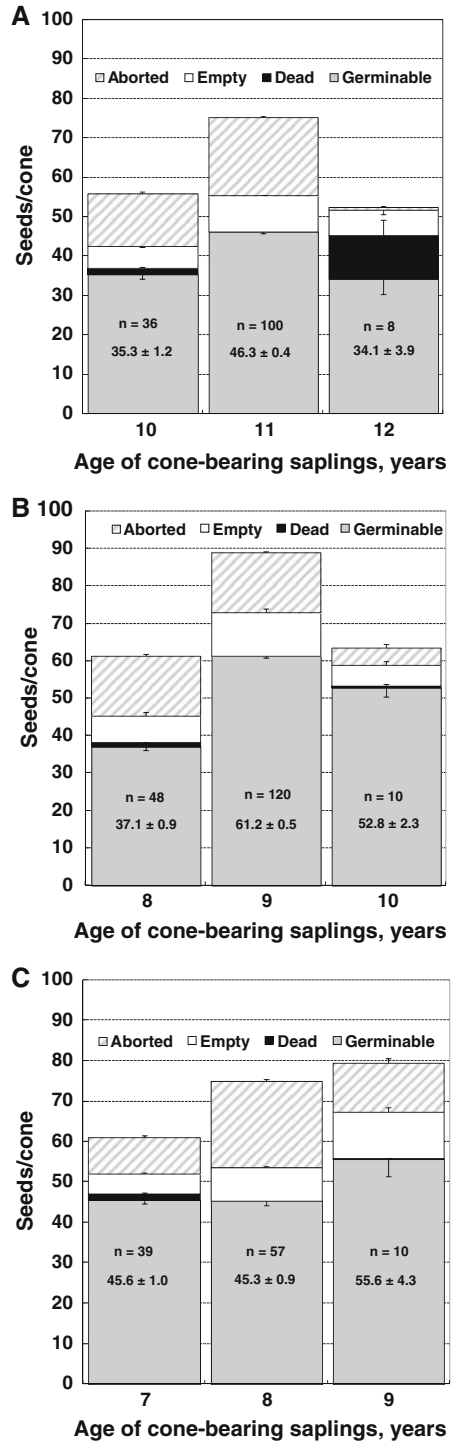 A
100
90
80
70
60
50
40
30
20
10
0
Seeds/cone
Aborted Empty Dead Germinable
n = 36
35.3 ± 1.2
n = 100
46.3 ± 0.4
n = 8
34.1 ± 3.9
10 11 12
Age of cone-bearing saplings, years
B
100
90
80
70
60
50
40
30
20
10
0
Seeds/cone
Aborted Empty Dead Germinable
n = 48
37.1 ± 0.9
n = 120
61.2 ± 0.5
n = 10
52.8 ± 2.3
8 9 10
Age of cone-bearing saplings, years
C
100
90
80
70
60
50
40
30
20
10
0
Seeds/cone
Aborted Empty Dead Germinable
n = 39
45.6 ± 1.0
n = 57
45.3 ± 0.9
n = 10
55.6 ± 4.3
7 8 9
Age of cone-bearing saplings, years